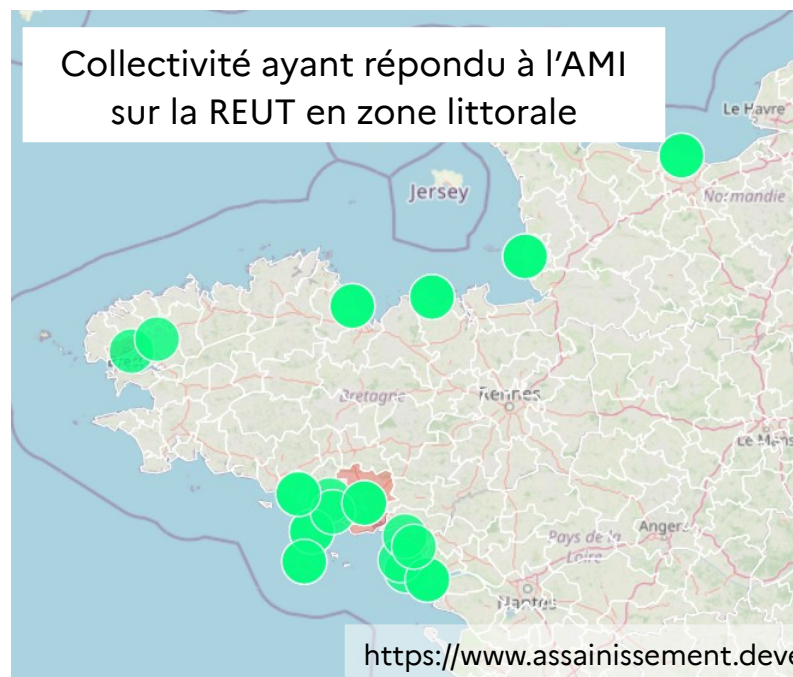 Collectivité ayant répondu à l’AMI
sur la REUT en zone littorale
Le Havre
Jersey
Normandie
Brest
Bretagne
Rennes
Le Mans
Angers
Pays de la
Loire
Nantes
https://www.assainissement.deve